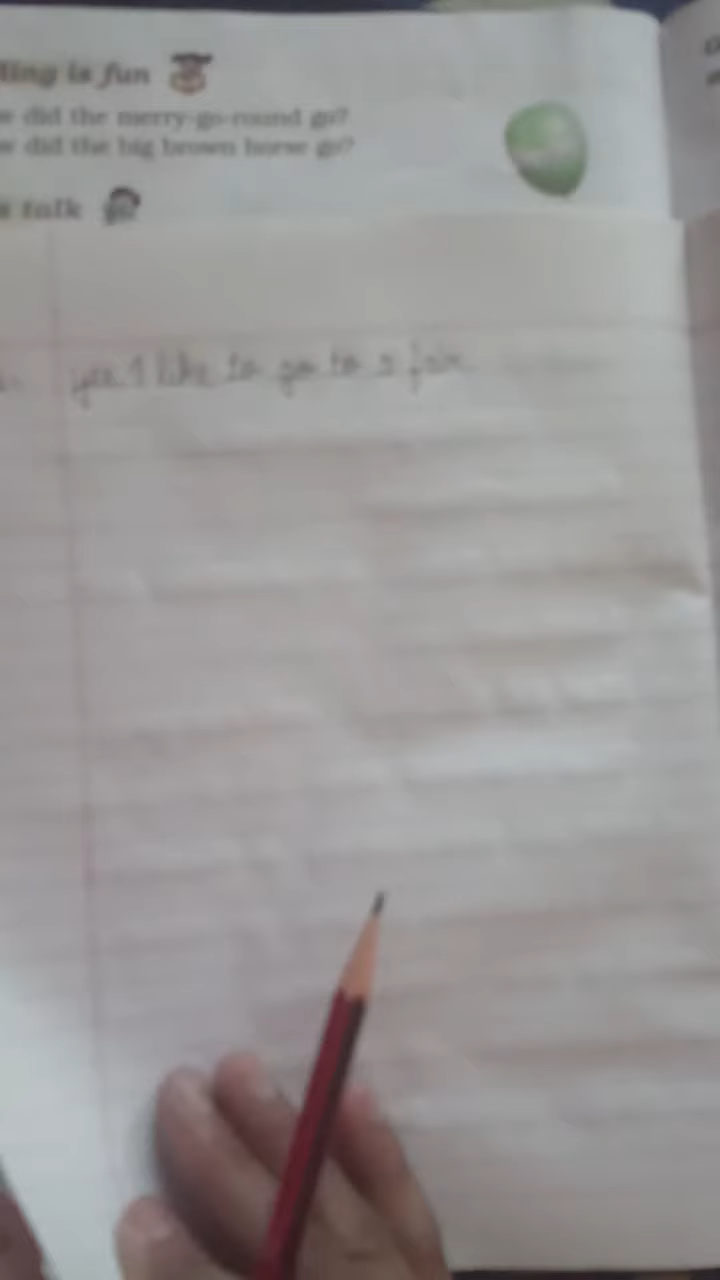 is fun
did the merry-go-round go?
did the big brown horse go?
talk
yes I like to go to a fair